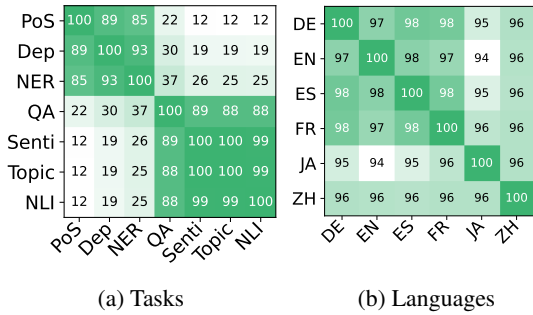 PoS 100 89 85 22 12 12 12
Dep 89 100 93 30 19 19 19
NER 85 93 100 37 26 25 25
QA 22 30 37 100 89 88 88
Senti 12 19 26 89 100 100 99
Topic 12 19 25 88 100 100 99
NLI 12 19 25 88 99 99 100
PoS Dep NER QA Senti Topic NLI
(a) Tasks
DE 100 97 98 98 95 96
EN 97 100 98 97 94 96
ES 98 98 100 98 95 96
FR 98 97 98 100 96 96
JA 95 94 95 96 100 96
ZH 96 96 96 96 96 100
DE EN ES FR JA ZH
(b) Languages